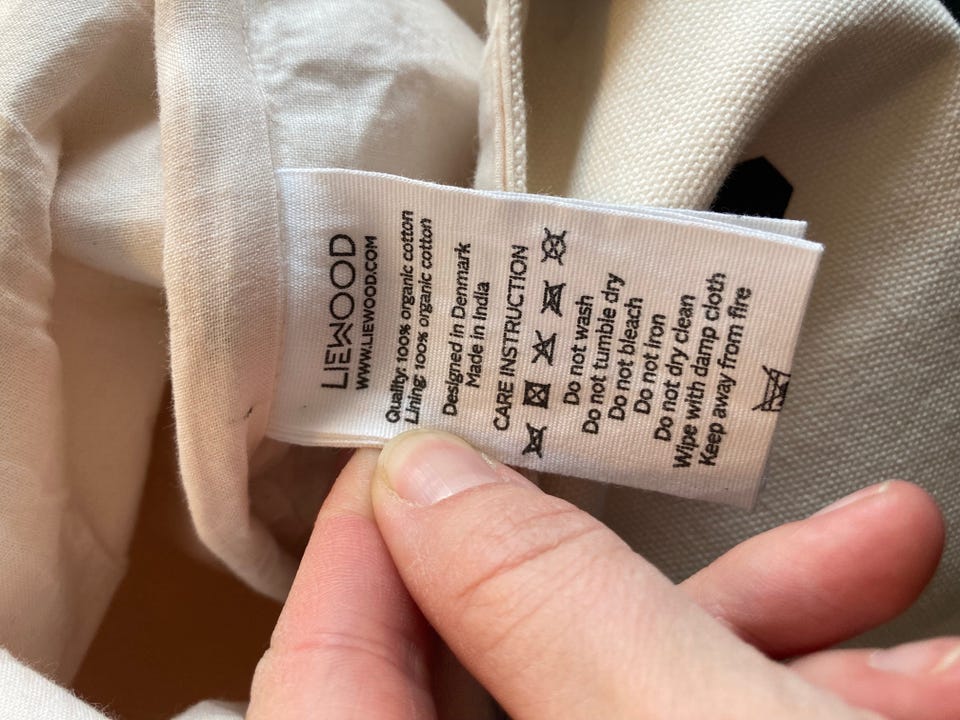 LIEWOOD
WWW.LIEWOOD.COM
Quality: 100% organic cotton
Lining: 100% organic cotton
Designed in Denmark
Made in India
CARE INSTRUCTION
Do not wash
Do not tumble dry
Do not bleach
Do not iron
Do not dry clean
Wipe with damp cloth
Keep away from fire